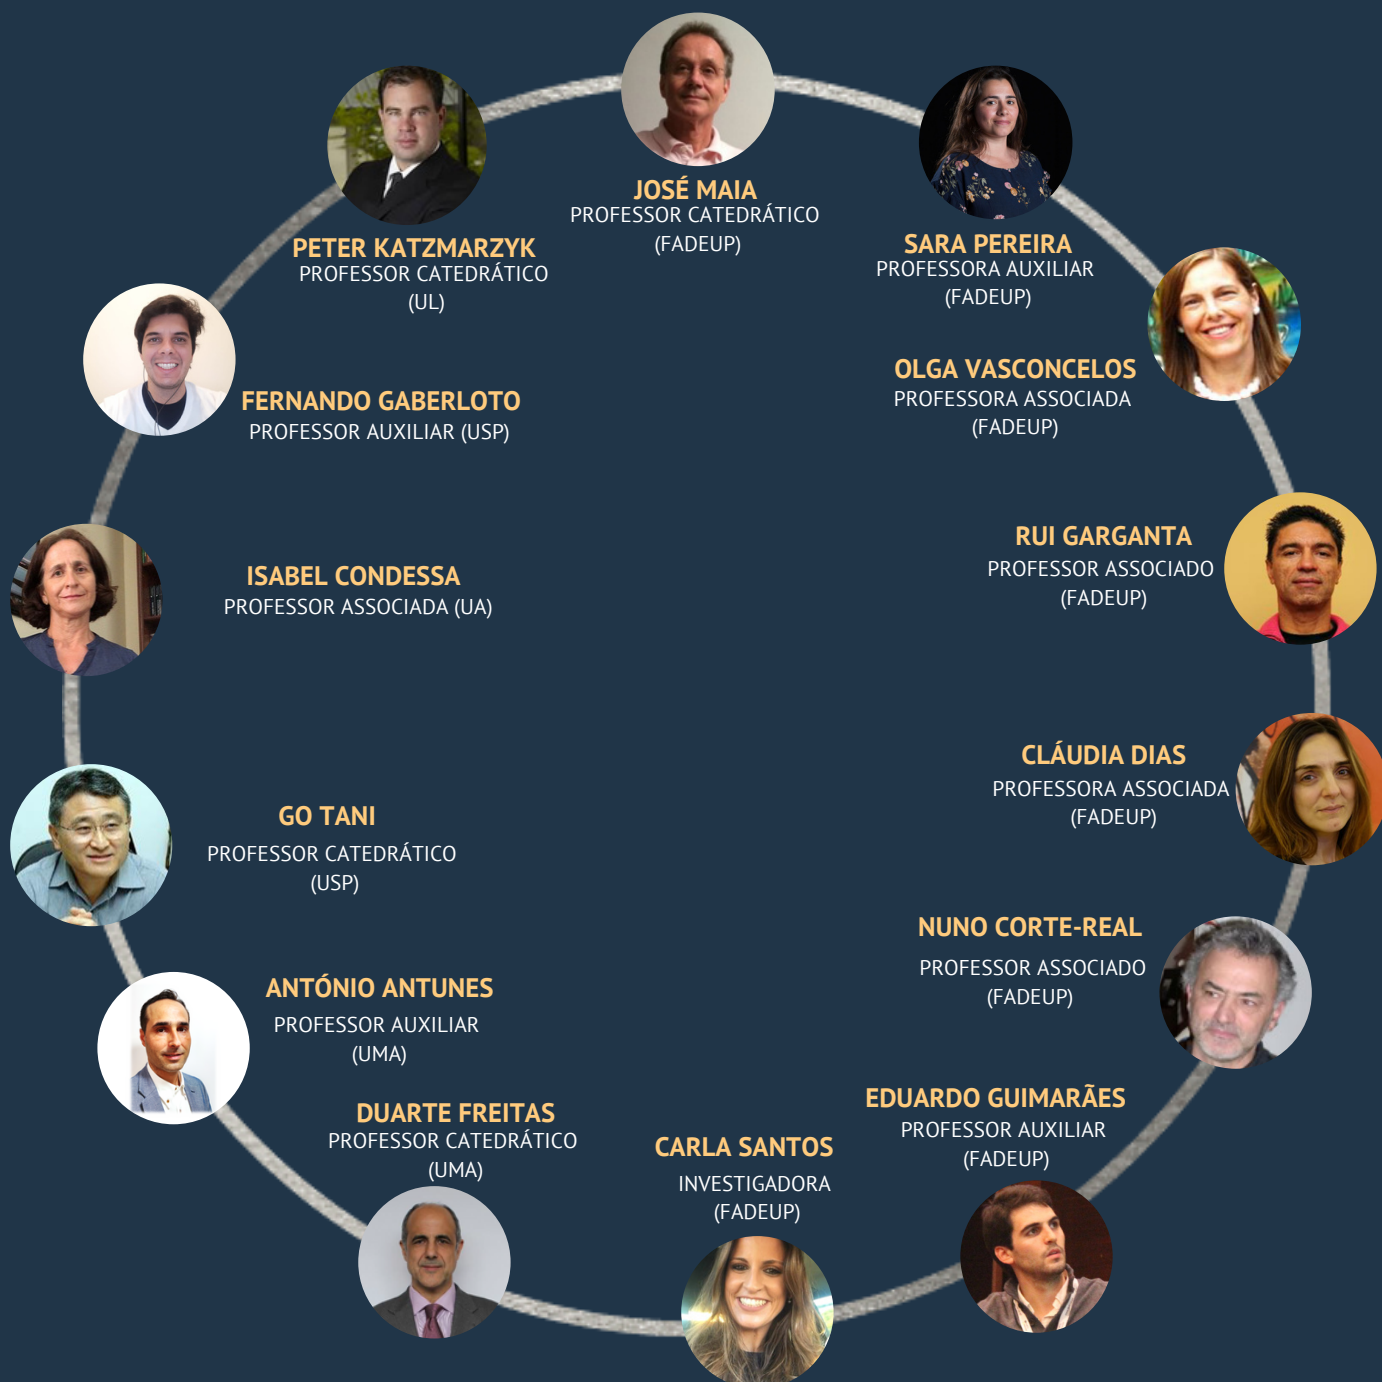 JOSÉ MAIA
PROFESSOR CATEDRÁTICO
(FADEUP)
SARA PEREIRA
PROFESSORA AUXILIAR
(FADEUP)
OLGA VASCONCELOS
PROFESSORA ASSOCIADA
(FADEUP)
RUI GARGANTA
PROFESSOR ASSOCIADO
(FADEUP)
CLÁUDIA DIAS
PROFESSORA ASSOCIADA
(FADEUP)
NUNO CORTE-REAL
PROFESSOR ASSOCIADO
(FADEUP)
EDUARDO GUIMARÃES
PROFESSOR AUXILIAR
(FADEUP)
CARLA SANTOS
INVESTIGADORA
(FADEUP)
DUARTE FREITAS
PROFESSOR CATEDRÁTICO
(UMA)
ANTÓNIO ANTUNES
PROFESSOR AUXILIAR
(UMA)
GO TANI
PROFESSOR CATEDRÁTICO
(USP)
ISABEL CONDESSA
PROFESSOR ASSOCIADA (UA)
FERNANDO GABERLOTO
PROFESSOR AUXILIAR (USP)
PETER KATZMARZYK
PROFESSOR CATEDRÁTICO
(UL)